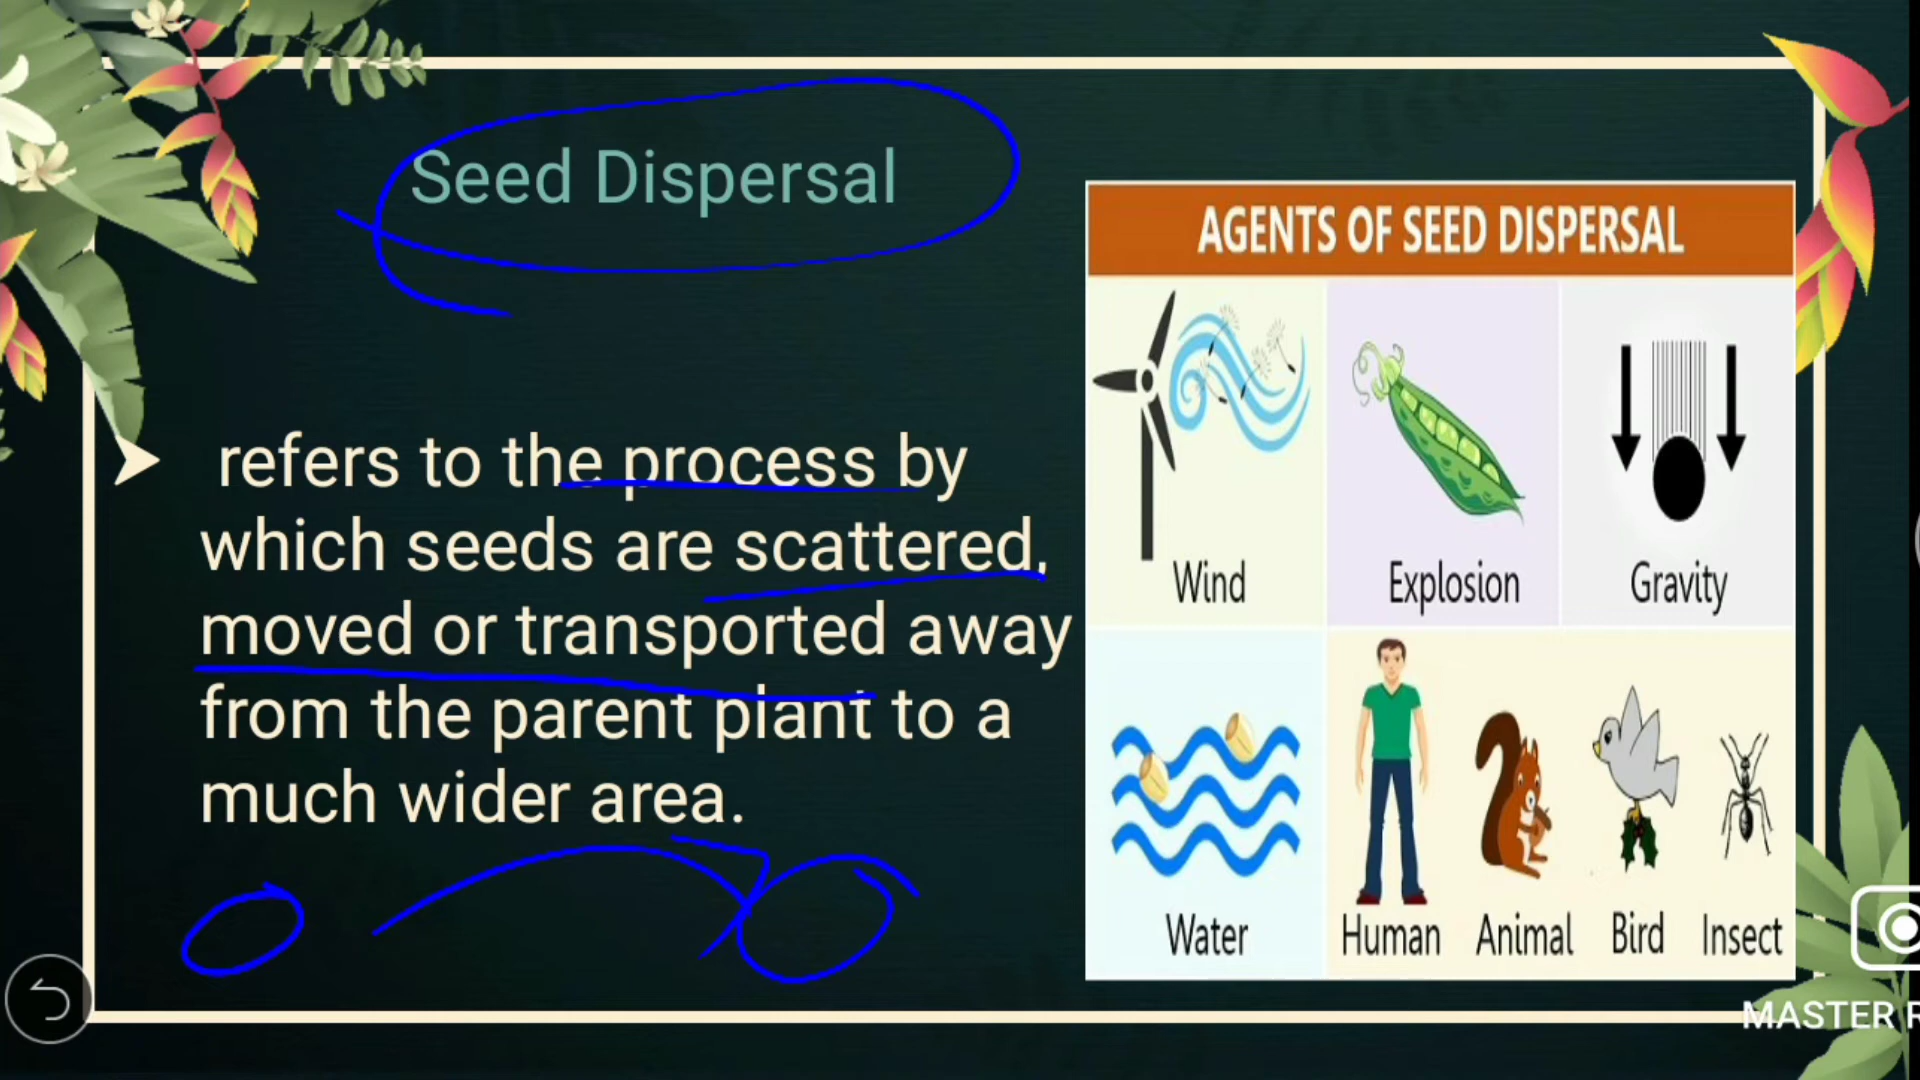 Seed Dispersal
refers to the process by
which seeds are scattered,
moved or transported away
from the parent plant to a
much wider area.
AGENTS OF SEED DISPERSAL
Wind
Explosion
Gravity
Water
Human
Animal
Bird
Insect
MASTER